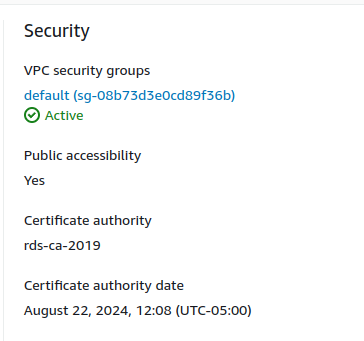 Security
VPC security groups
default (sg-08b73d3e0cd89f36b)
Active
Public accessibility
Yes
Certificate authority
rds-ca-2019
Certificate authority date
August 22, 2024, 12:08 (UTC-05:00)